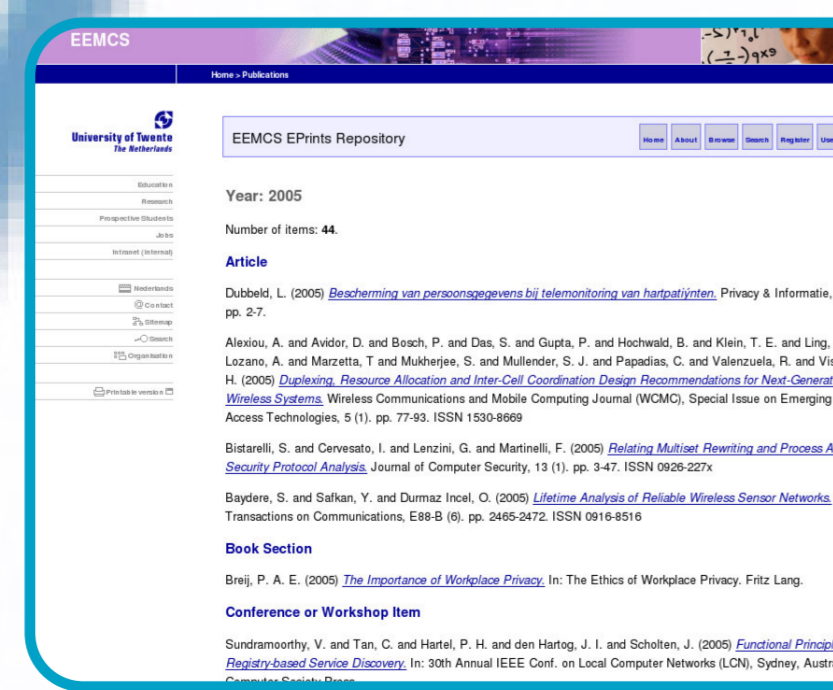 EEMCS
Home > Publications
University of Twente
The Netherlands
Education
Research
Prospective Students
Jobs
Intranet (internal)
Nederlands
Contact
Sitemap
Search
Organisation
Printable version
EEMCS EPrints Repository
Home About Browse Search Register
Year: 2005
Number of items: 44.
Article
Dubbeld, L. (2005) Bescherming van persoonsgegevens bij telemonitoring van hartpatiýnten. Privacy & Informatie,
pp. 2-7.
Alexiou, A. and Avidor, D. and Bosch, P. and Das, S. and Gupta, P. and Hochwald, B. and Klein, T. E. and Ling,
Lozano, A. and Marzetta, T and Mukherjee, S. and Mullender, S. J. and Papadias, C. and Valenzuela, R. and Vis
H. (2005) Duplexing, Resource Allocation and Inter-Cell Coordination Design Recommendations for Next-Generat
Wireless Systems. Wireless Communications and Mobile Computing Journal (WCMC), Special Issue on Emerging
Access Technologies, 5 (1). pp. 77-93. ISSN 1530-8669
Bistarelli, S. and Cervesato, I. and Lenzini, G. and Martinelli, F. (2005) Relating Multiset Rewriting and Process A
Security Protocol Analysis. Journal of Computer Security, 13 (1). pp. 3-47. ISSN 0926-227x
Baydere, S. and Safkan, Y. and Durmaz Incel, O. (2005) Lifetime Analysis of Reliable Wireless Sensor Networks.
Transactions on Communications, E88-B (6). pp. 2465-2472. ISSN 0916-8516
Book Section
Breij, P. A. E. (2005) The Importance of Workplace Privacy. In: The Ethics of Workplace Privacy. Fritz Lang.
Conference or Workshop Item
Sundramoorthy, V. and Tan, C. and Hartel, P. H. and den Hartog, J. I. and Scholten, J. (2005) Functional Principl
Registry-based Service Discovery. In: 30th Annual IEEE Conf. on Local Computer Networks (LCN), Sydney, Austr
Computer Society Press